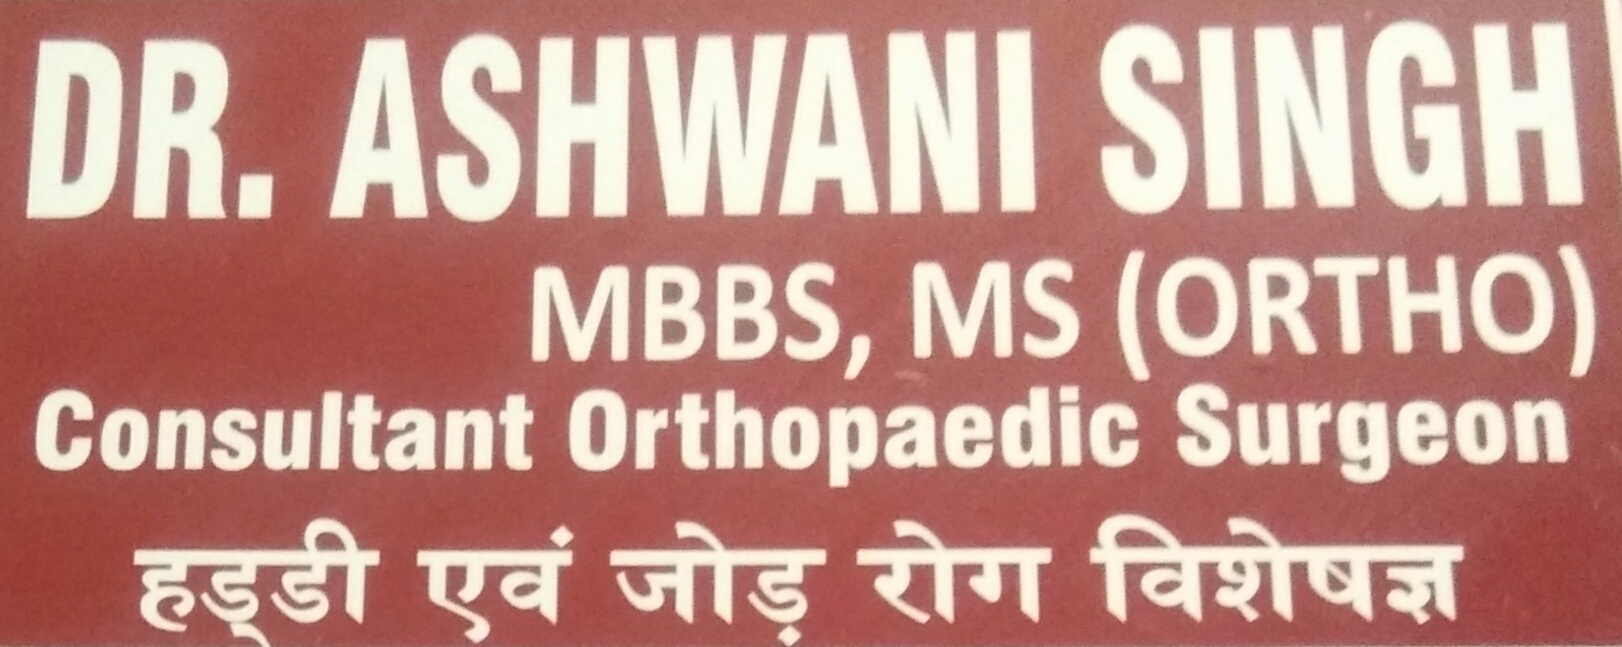 DR. ASHWANI SINGH
MBBS, MS (ORTHO)
Consultant Orthopaedic Surgeon
हड्डी एवं जोड़ रोग विशेषज्ञ